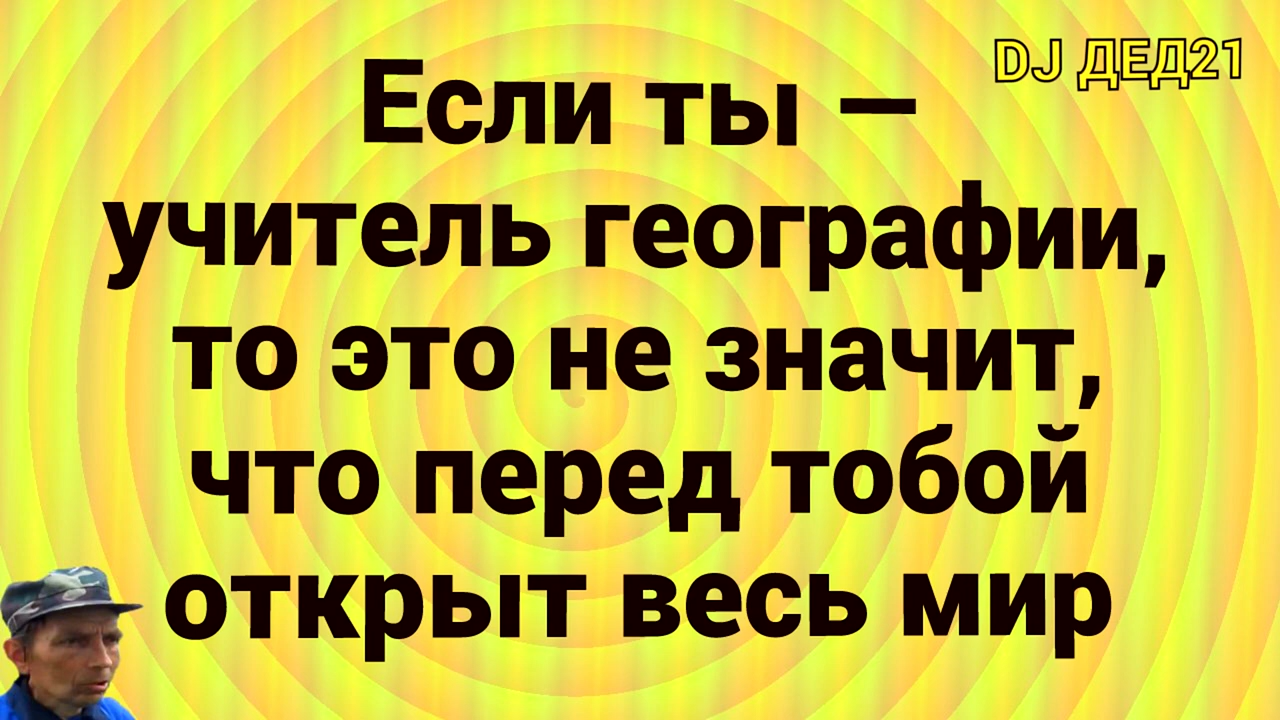 DJ ДЕД21
Если ты –
учитель географии,
то это не значит,
что перед тобой
открыт весь мир